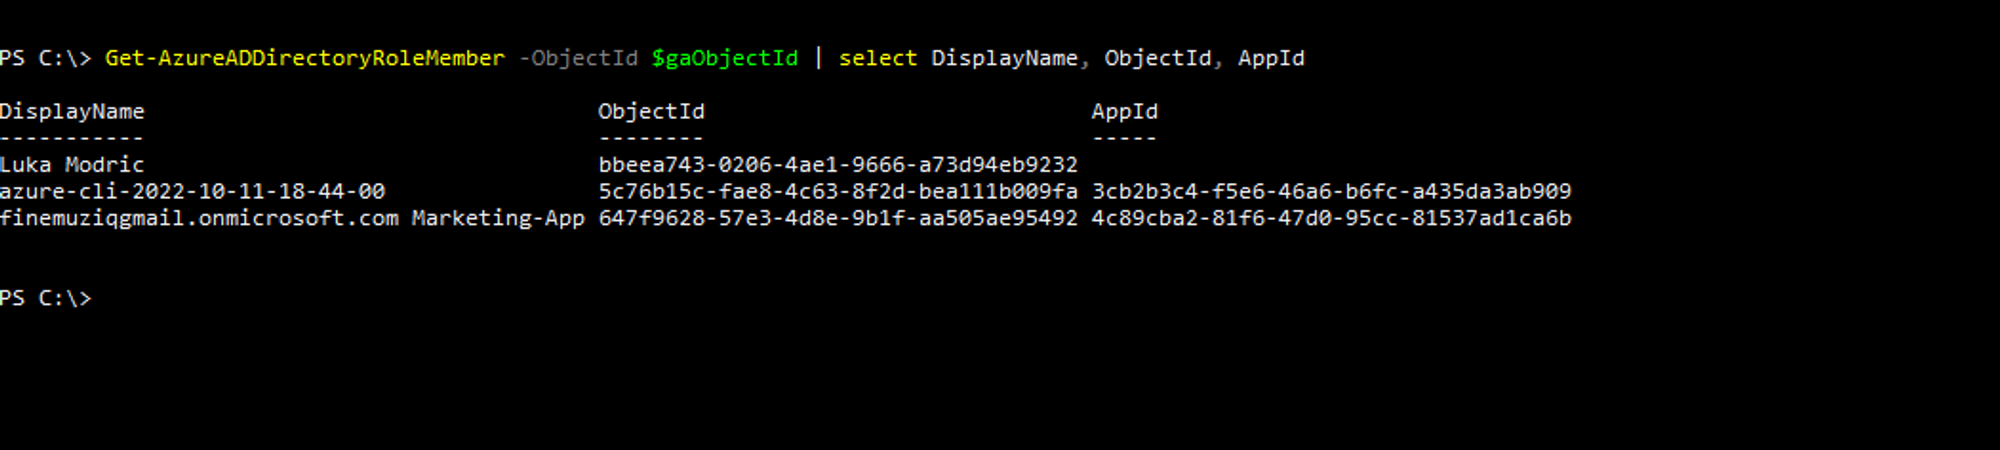 PS C:\> Get-AzureADDirectoryRoleMember -ObjectId $gaObjectId | select DisplayName, ObjectId, AppId
DisplayName ObjectId AppId
----------- -------- -----
Luka Modric bbeea743-0206-4ae1-9666-a73d94eb9232
azure-cli-2022-10-11-18-44-00 5c76b15c-fae8-4c63-8f2d-bea111b009fa 3cb2b3c4-f5e6-46a6-b6fc-a435da3ab909
finemuziqgmail.onmicrosoft.com Marketing-App 647f9628-57e3-4d8e-9b1f-aa505ae95492 4c89cba2-81f6-47d0-95cc-81537ad1ca6b
PS C:\>